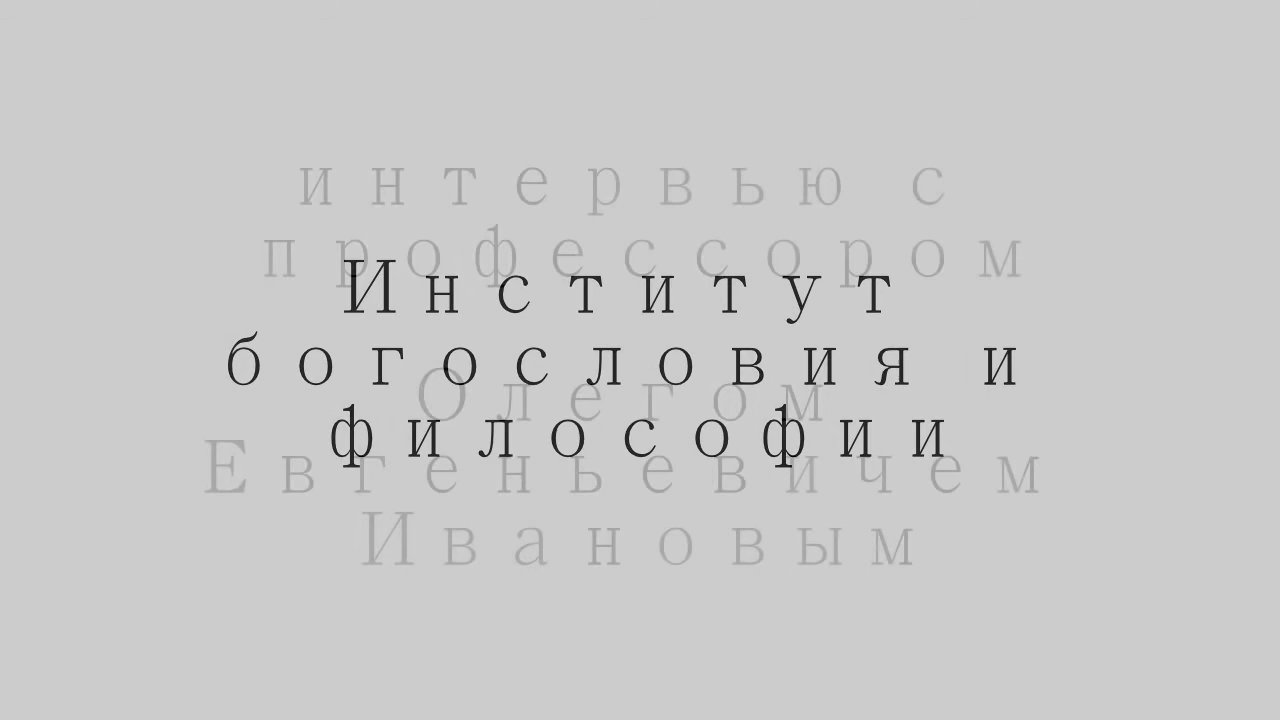 интервью с
профессором
Институт
богословия и
философии
Олегом
Евгеньевичем
Ивановым